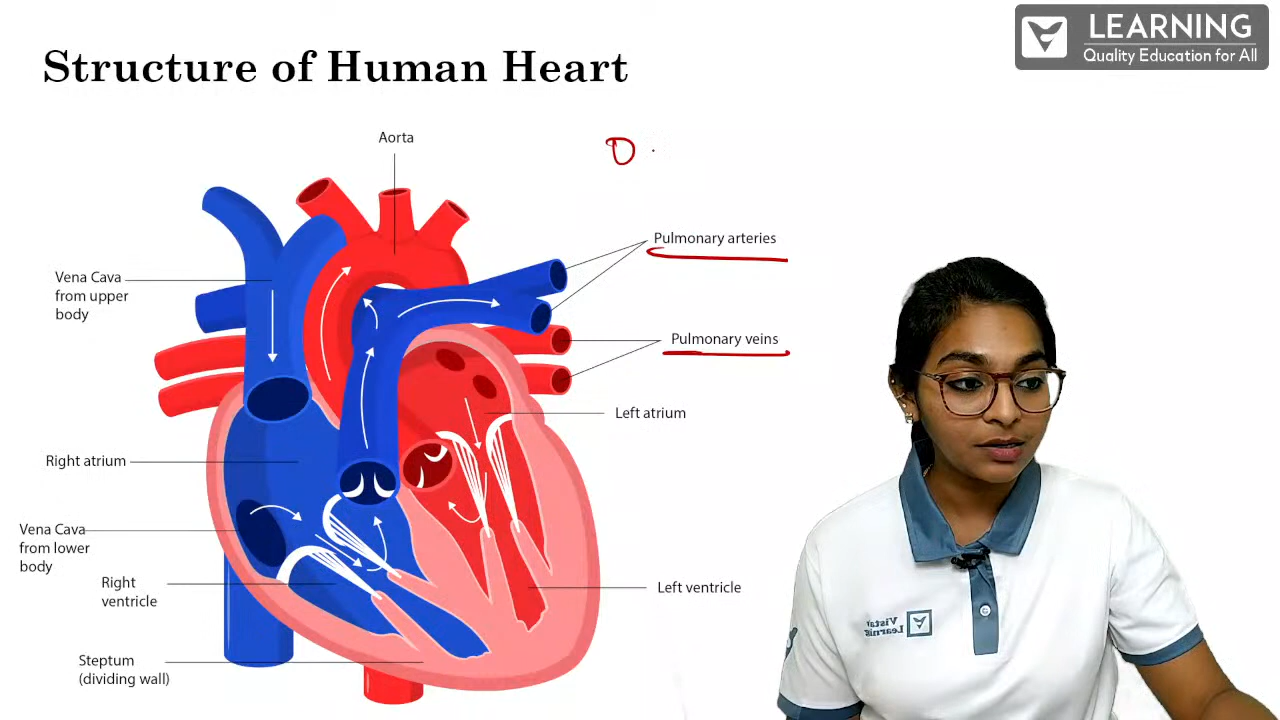 LEARNING
Quality Education for All
Structure of Human Heart
Aorta
D
Pulmonary arteries
Vena Cava
from upper
body
Pulmonary veins
Left atrium
Right atrium
Vena Cava
from lower
body
Right
ventricle
Left ventricle
Steptum
(dividing wall)